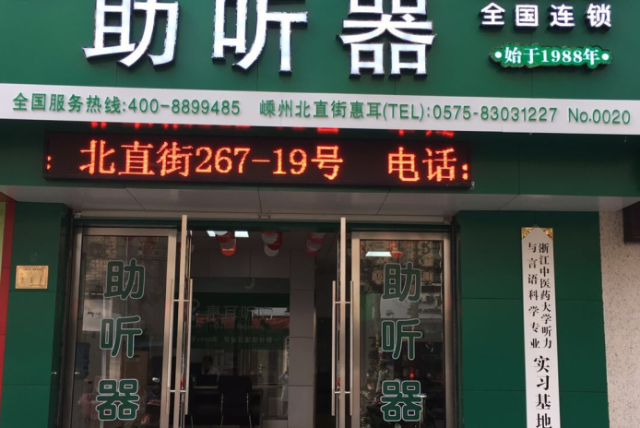 助听器
全国连锁
·始于1988年·
全国服务热线:400-8899485 嵊州北直街惠耳(TEL):0575-83031227 No.0020
: 北直街267-19号 电话:
助听器
助听器
浙江中医药大学听力
与言语科学专业
实习基地